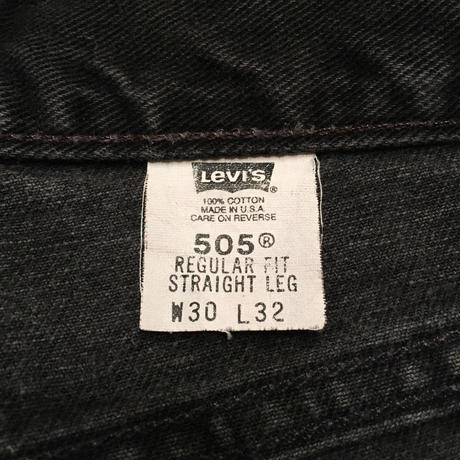 LEVI'S ®
100% COTTON
MADE IN U.S.A.
CARE ON REVERSE
505®
REGULAR FIT
STRAIGHT LEG
W30 L32